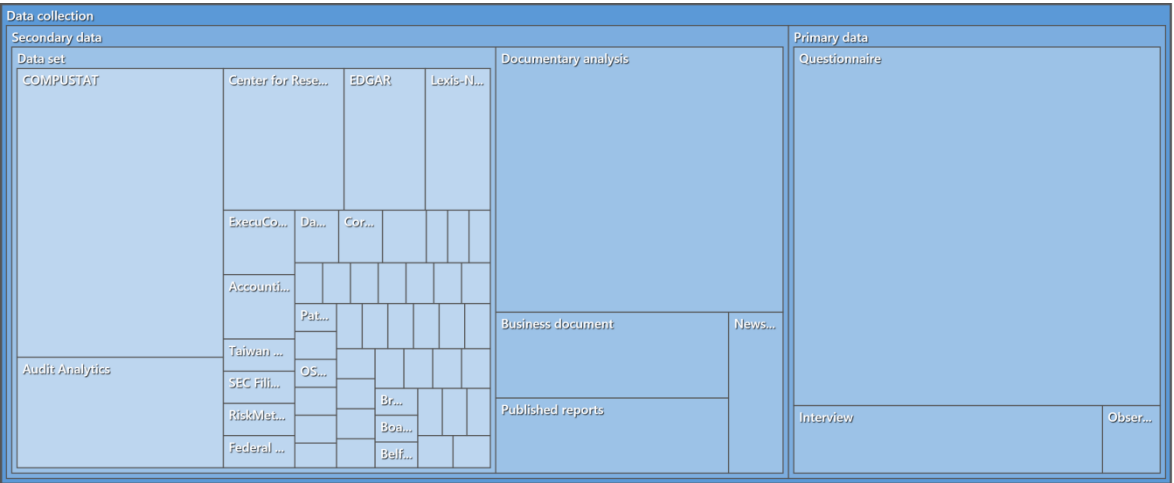 Data collection
Secondary data
Primary data
Data set
Documentary analysis
Questionnaire
COMPUSTAT
Center for Rese...
EDGAR
Lexis-N...
ExecuCo...
Da...
Cor...
Accounti...
Pat...
Business document
News...
Taiwan ...
Audit Analytics
OS...
SEC Fili...
Br...
Published reports
RiskMet...
Interview
Obser...
Boa...
Federal ...
Belf...